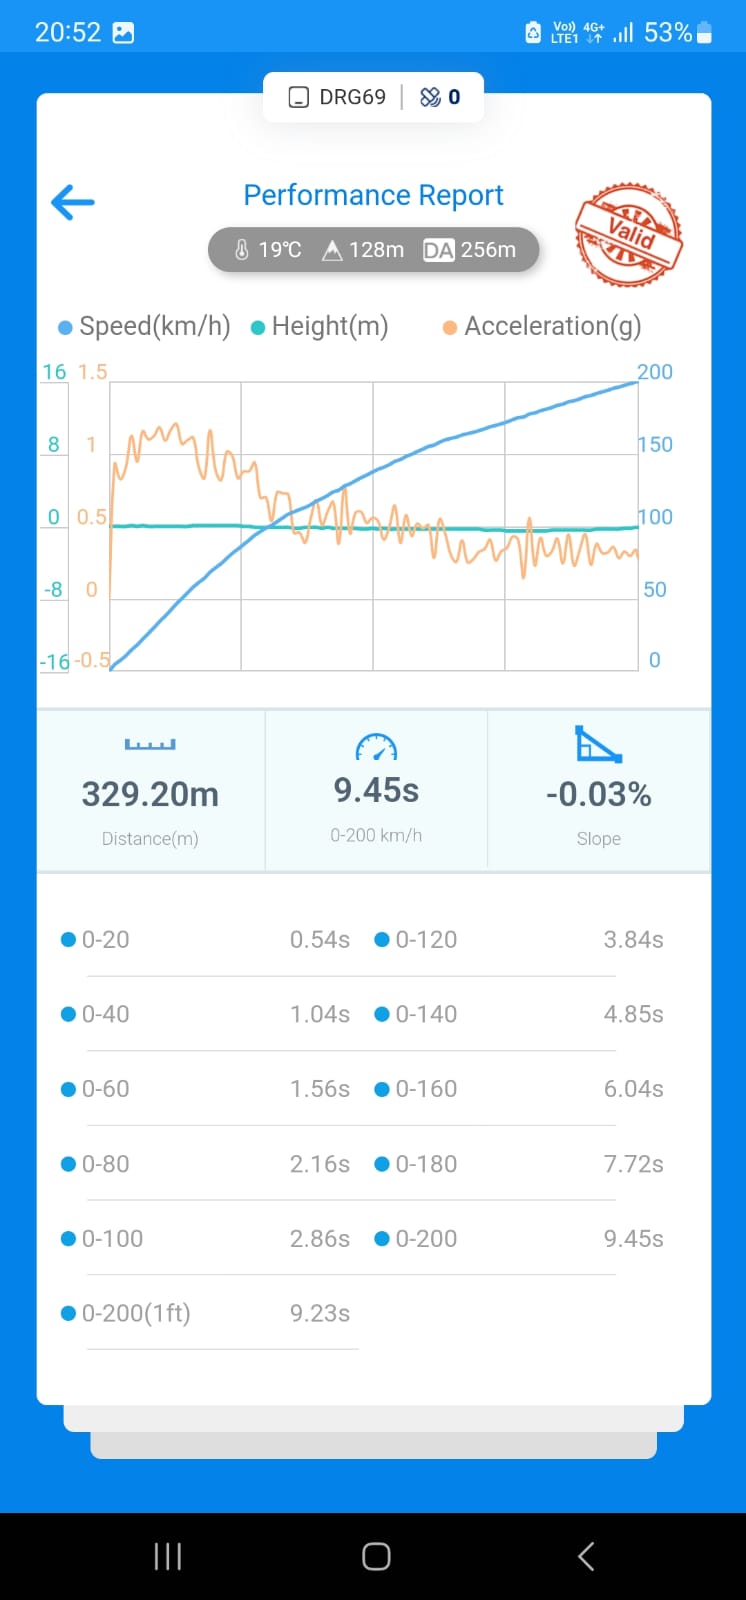 20:52 Vo)) LTE1 4G+ 53%
DRG69 | 0
Performance Report
19℃ 128m DA 256m
Valid
Speed(km/h) Height(m) Acceleration(g)
16 1.5 200
8 1 150
0 0.5 100
-8 0 50
-16 -0.5 0
329.20m 9.45s -0.03%
Distance(m) 0-200 km/h Slope
0-20 0.54s 0-120 3.84s
0-40 1.04s 0-140 4.85s
0-60 1.56s 0-160 6.04s
0-80 2.16s 0-180 7.72s
0-100 2.86s 0-200 9.45s
0-200(1ft) 9.23s